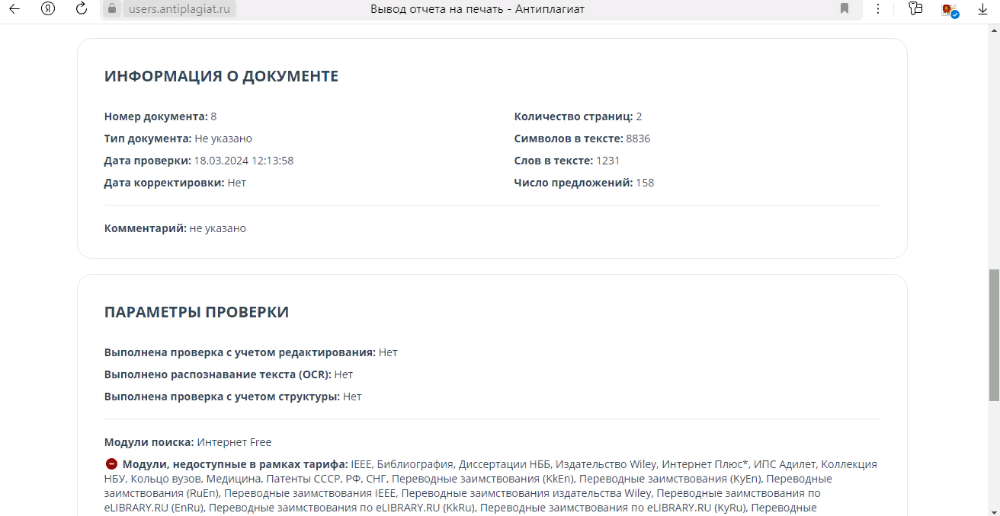 Я
users.antiplagiat.ru
Вывод отчета на печать - Антиплагиат
ИНФОРМАЦИЯ О ДОКУМЕНТЕ
Номер документа: 8
Тип документа: Не указано
Дата проверки: 18.03.2024 12:13:58
Дата корректировки: Нет
Количество страниц: 2
Символов в тексте: 8836
Слов в тексте: 1231
Число предложений: 158
Комментарий: не указано
ПАРАМЕТРЫ ПРОВЕРКИ
Выполнена проверка с учетом редактирования: Нет
Выполнено распознавание текста (OCR): Нет
Выполнена проверка с учетом структуры: Нет
Модули поиска: Интернет Free
Модули, недоступные в рамках тарифа: IEEE, Библиография, Диссертации НББ, Издательство Wiley, Интернет Плюс*, ИПС Адилет, Коллекция
НБУ, Кольцо вузов, Медицина, Патенты СССР, РФ, СНГ, Переводные заимствования (KkEn), Переводные заимствования (KyEn), Переводные
заимствования (RuEn), Переводные заимствования IEEE, Переводные заимствования издательства Wiley, Переводные заимствования по
eLIBRARY.RU (EnRu), Переводные заимствования по eLIBRARY.RU (KkRu), Переводные заимствования по eLIBRARY.RU (KyRu), Переводные